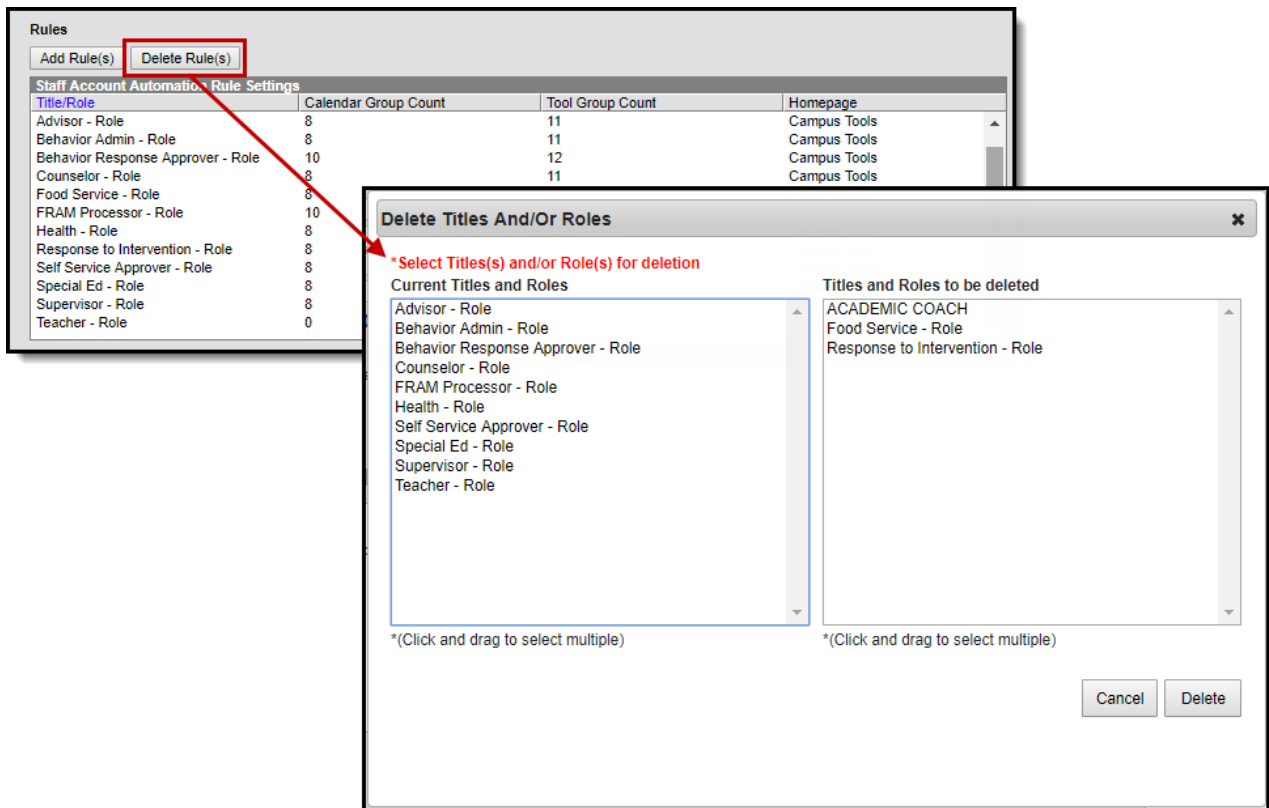 Rules
Add Rule(s) Delete Rule(s)
Staff Account Automation Rule Settings
Title/Role Calendar Group Count Tool Group Count Homepage
Advisor - Role 8 11 Campus Tools
Behavior Admin - Role 8 11 Campus Tools
Behavior Response Approver - Role 10 12 Campus Tools
Counselor - Role 8 11 Campus Tools
Food Service - Role 8
FRAM Processor - Role 10
Health - Role 8
Response to Intervention - Role 8
Self Service Approver - Role 8
Special Ed - Role 8
Supervisor - Role 8
Teacher - Role 0
Delete Titles And/Or Roles
*Select Titles(s) and/or Role(s) for deletion
Current Titles and Roles
Advisor - Role
Behavior Admin - Role
Behavior Response Approver - Role
Counselor - Role
FRAM Processor - Role
Health - Role
Self Service Approver - Role
Special Ed - Role
Supervisor - Role
Teacher - Role
*(Click and drag to select multiple)
Titles and Roles to be deleted
ACADEMIC COACH
Food Service - Role
Response to Intervention - Role
*(Click and drag to select multiple)
Cancel Delete